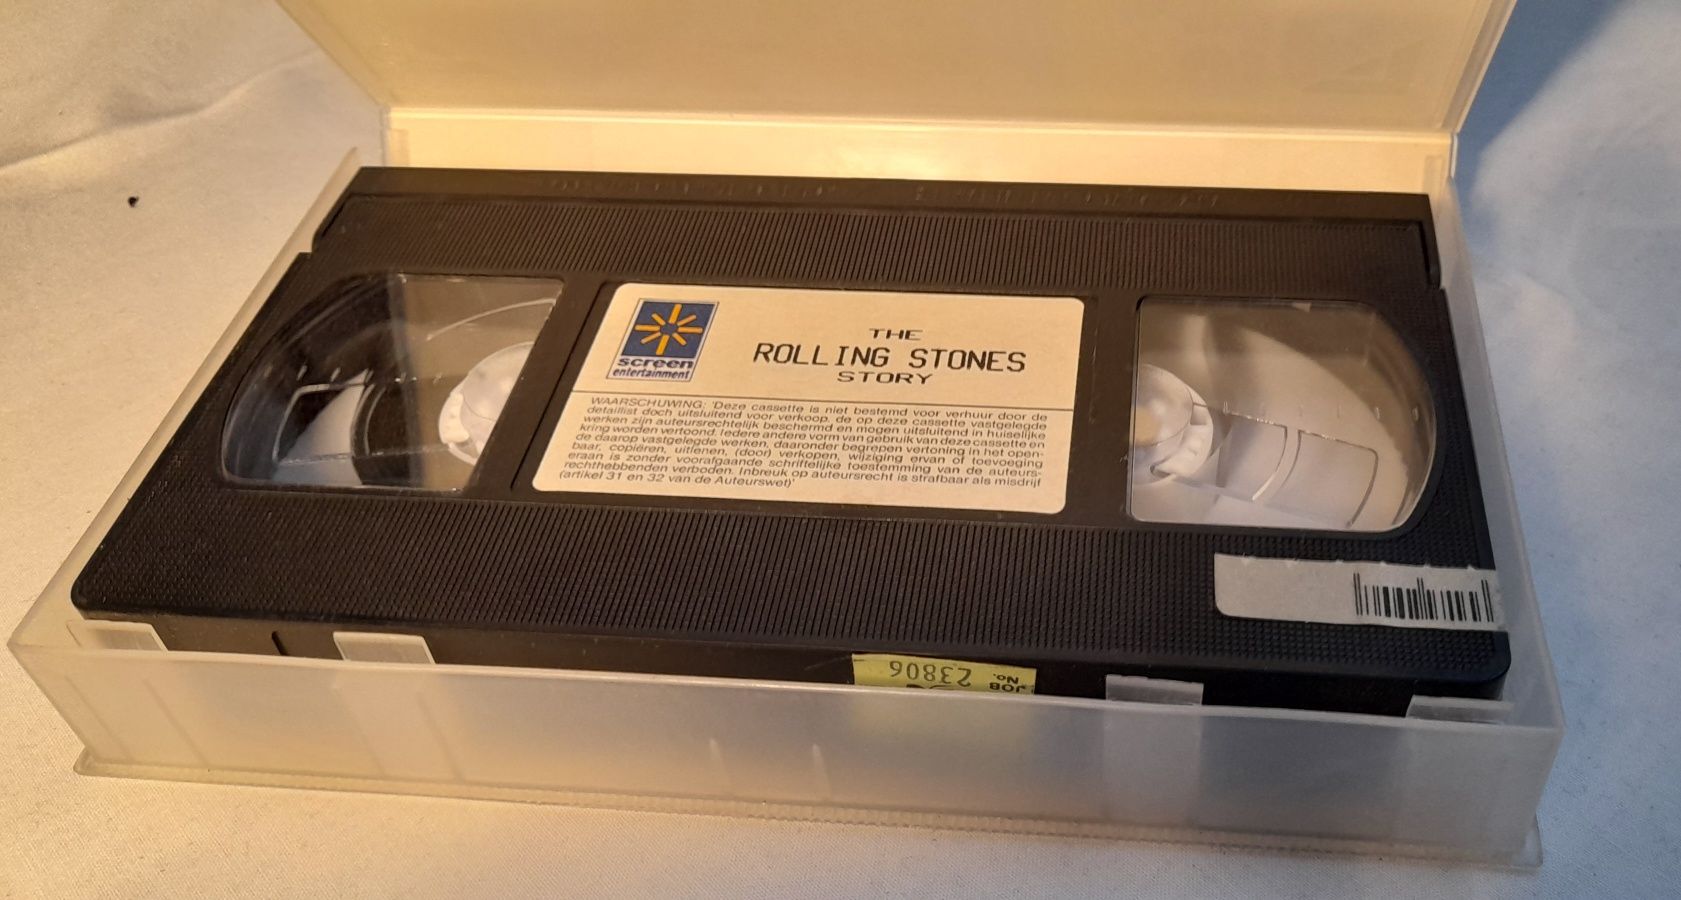 screen
entertainment
THE
ROLLING STONES
STORY
WAARSCHUWING: 'Deze cassette is niet bestemd voor verhuur door de
detaillist doch uitsluitend voor verkoop, de op deze cassette vastgelegde
werken zijn auteursrechtelijk beschermd en mogen uitsluitend in huiselijke
kring worden vertoond. Iedere andere vorm van gebruik van deze cassette en
de daarop vastgelegde werken, daaronder begrepen vertoning in het open-
baar, copiëren, uitlenen, (door) verkopen, wijziging ervan of toevoeging
eraan is zonder voorafgaande schriftelijke toestemming van de auteurs-
rechthebbenden verboden. Inbreuk op auteursrecht is strafbaar als misdrijf
(artikel 31 en 32 van de Auteurswet)'
JOB
No. 23806